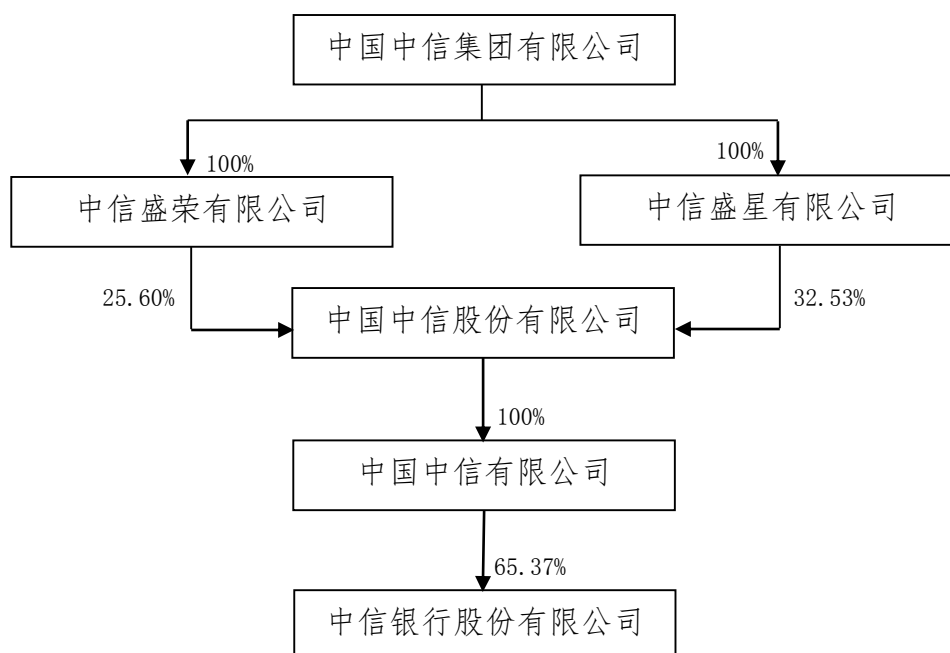 中国中信集团有限公司
100%
100%
中信盛荣有限公司
中信盛星有限公司
25.60%
32.53%
中国中信股份有限公司
100%
中国中信有限公司
65.37%
中信银行股份有限公司